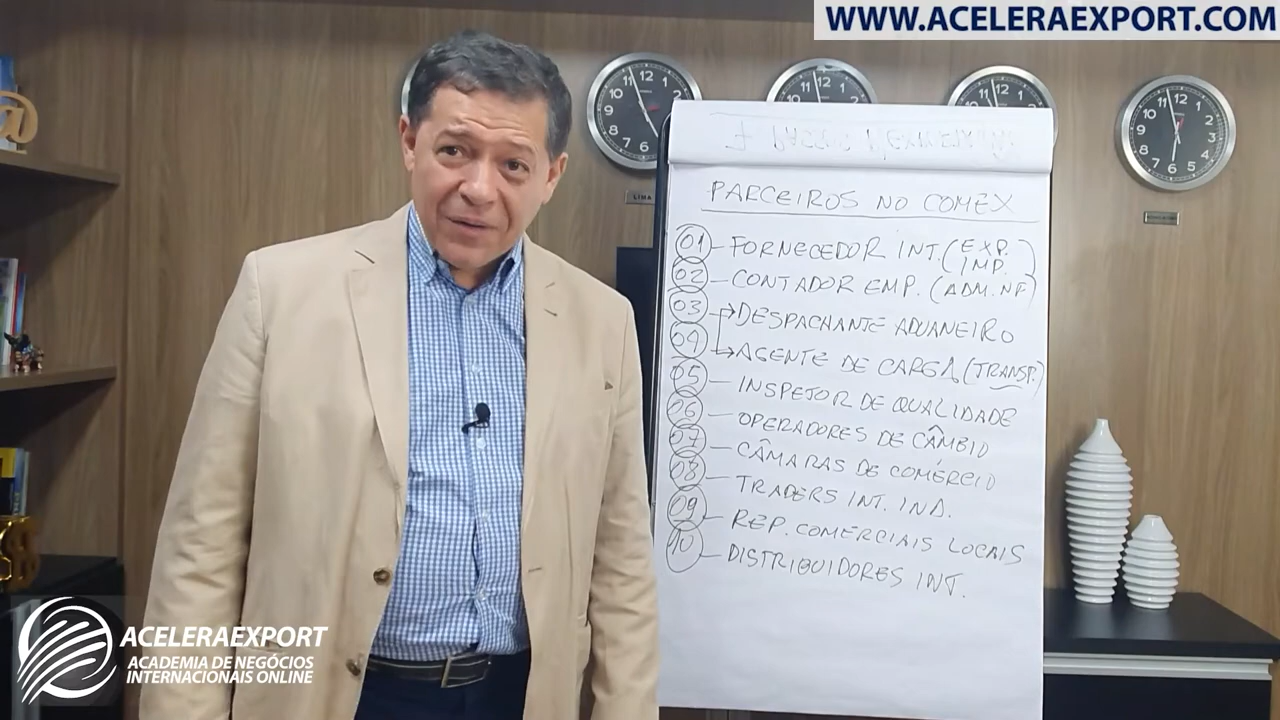 WWW.ACELERAEXPORT.COM
LIMA
PARCEIROS NO COMEX
01 - FORNECEDOR INT. (EXP. IMP.)
02 - CONTADOR EMP. (ADM. NF)
03 → DESPACHANTE ADUANEIRO
04 → AGENTE DE CARGA (TRANSP.)
05 - INSPETOR DE QUALIDADE
06 - OPERADORES DE CÂMBIO
07 - CÂMARAS DE COMÉRCIO
08 - TRADERS INT. IND.
09 - REP. COMERCIAIS LOCAIS
10 - DISTRIBUIDORES INT.
ACELERAEXPORT
ACADEMIA DE NEGÓCIOS
INTERNACIONAIS ONLINE